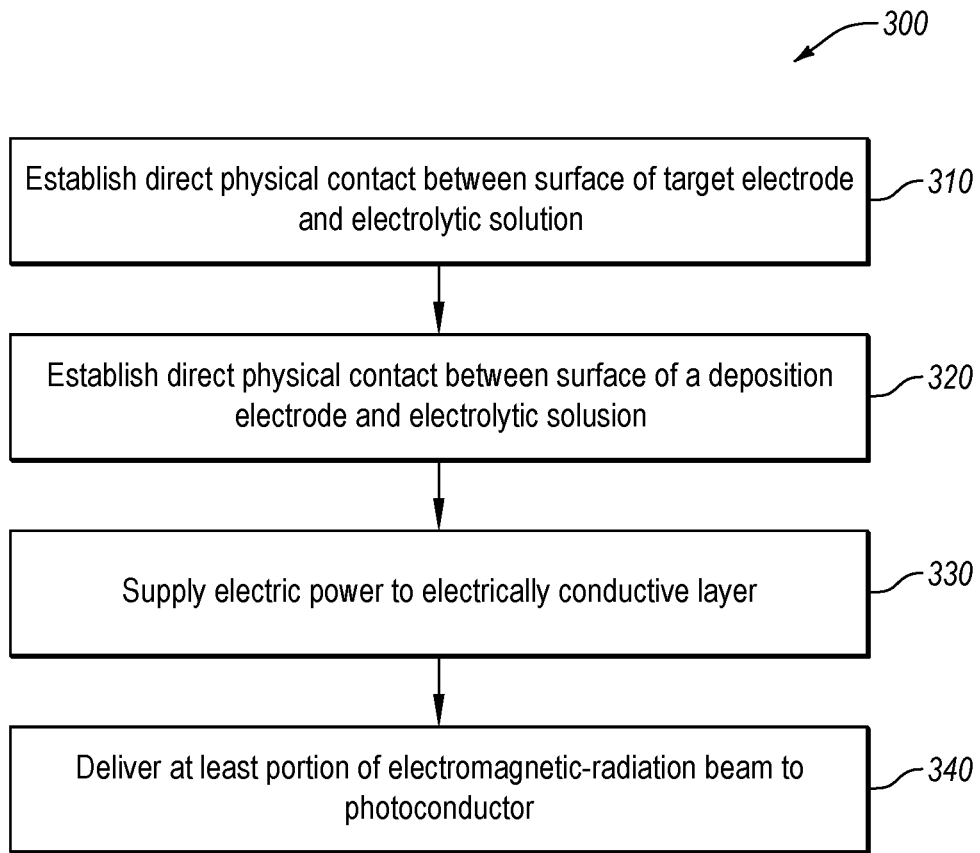 300
Establish direct physical contact between surface of target electrode
and electrolytic solution
310
Establish direct physical contact between surface of a deposition
electrode and electrolytic solusion
320
Supply electric power to electrically conductive layer
330
Deliver at least portion of electromagnetic-radiation beam to
photoconductor
340